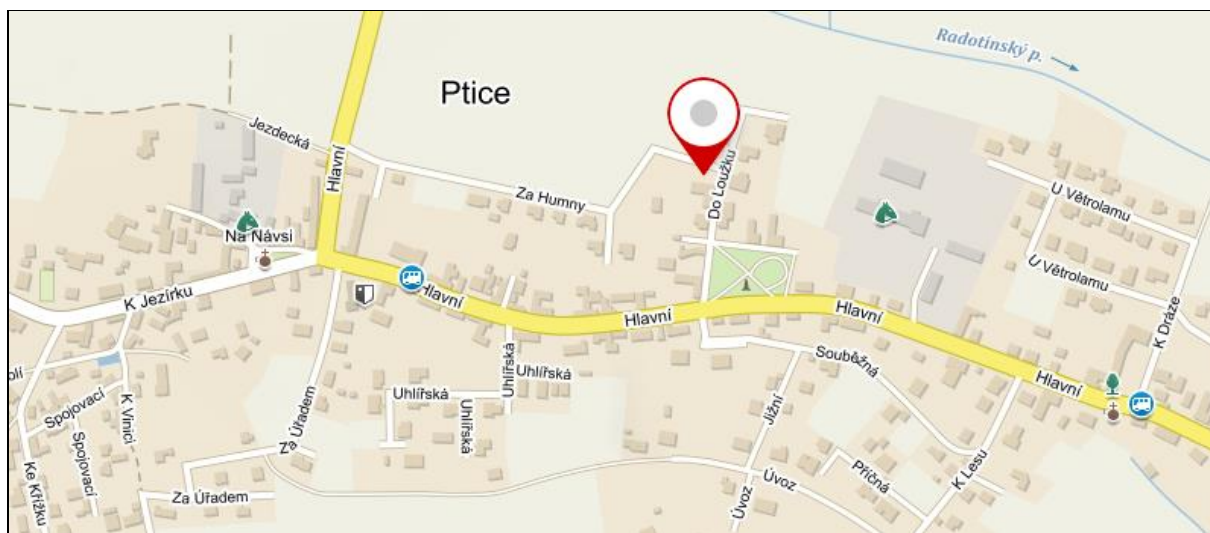 Radotínský p.
Ptice
Jezdecká
Hlavní
Za Humny
Do Loužku
U Větrolamu
Na Návsi
U Větrolamu
K Jezírku
Hlavní
Hlavní
Hlavní
K Dráze
Souběžná
Uhlířská
Uhlířská
Hlavní
olí
Uhlířská
Uhlířská
Jižní
Spojovací
K Vinici
Za Úřadem
Spojovací
K Lesu
Příčná
Úvoz
Ke Křížku
Za Úřadem
Úvoz